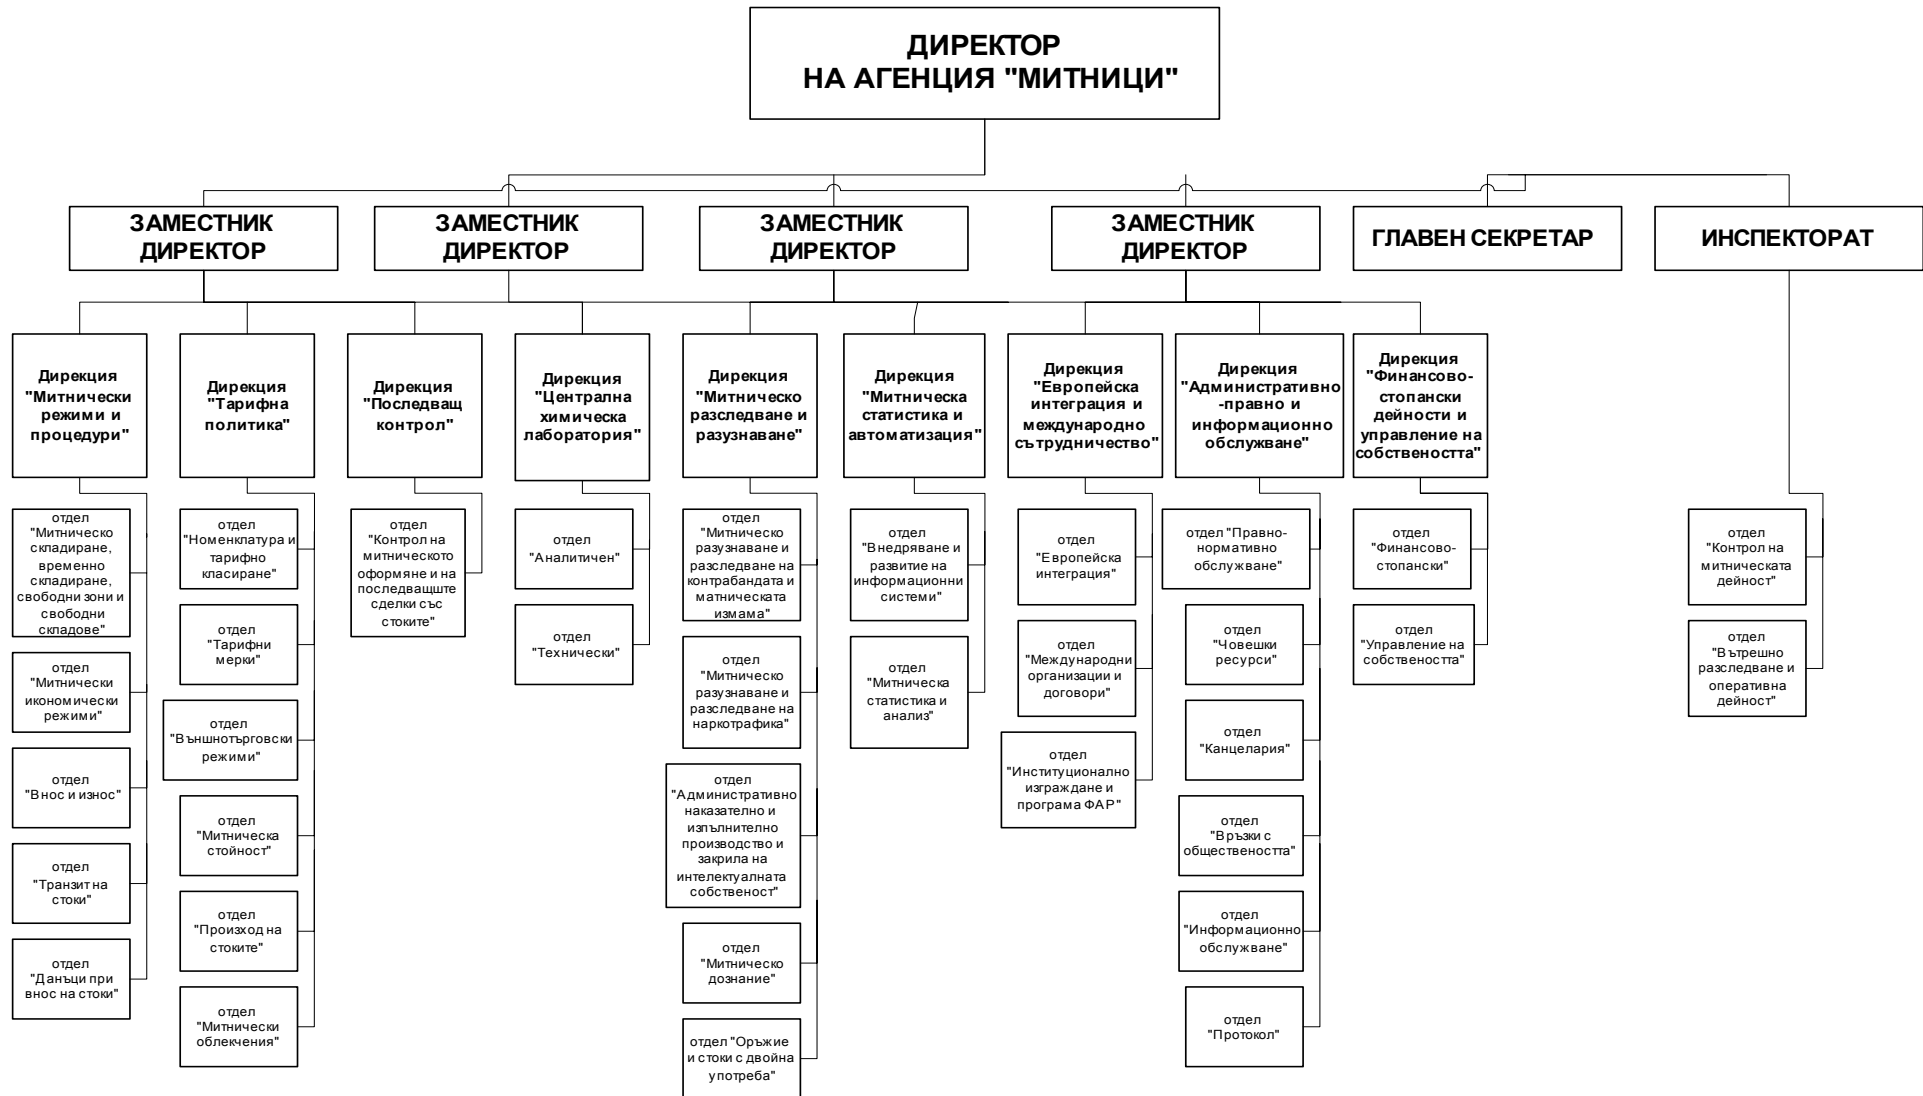 ДИРЕКТОР
НА АГЕНЦИЯ "МИТНИЦИ"
ЗАМЕСТНИК
ДИРЕКТОР
ЗАМЕСТНИК
ДИРЕКТОР
ЗАМЕСТНИК
ДИРЕКТОР
ЗАМЕСТНИК
ДИРЕКТОР
ГЛАВЕН СЕКРЕТАР
ИНСПЕКТОРАТ
Дирекция
"Митнически
режими и
процедури"
Дирекция
"Тарифна
политика"
Дирекция
"Последващ
контрол"
Дирекция
"Централна
химическа
лаборатория"
Дирекция
"Митническо
разследване и
разузнаване"
Дирекция
"Митническа
статистика и
автоматизация"
Дирекция
"Европейска
интеграция и
международно
сътрудничество"
Дирекция
"Административно
-правно и
информационно
обслужване"
Дирекция
"Финансово-
стопански
дейности и
управление на
собствеността"
отдел
"Митническо
складиране,
временно
складиране,
свободни зони и
свободни
складове"
отдел
"Митнически
икономически
режими"
отдел
"Внос и износ"
отдел
"Транзит на
стоки"
отдел
"Данъци при
внос на стоки"
отдел
"Номенклатура и
тарифно
класиране"
отдел
"Тарифни
мерки"
отдел
"Външнотърговски
режими"
отдел
"Митническа
стойност"
отдел
"Произход на
стоките"
отдел
"Митнически
облекчения"
отдел
"Контрол на
митническото
оформяне и на
последващште
сделки със
стоките"
отдел
"Аналитичен"
отдел
"Технически"
отдел
"Митническо
разузнаване и
разследване на
контрабандата и
матническата
измама"
отдел
"Митническо
разузнаване и
разследване на
наркотрафика"
отдел
"Административно
наказателно и
изпълнително
производство и
закрила на
интелектуалната
собственост"
отдел
"Митническо
дознание"
отдел "Оръжие
и стоки с двойна
употреба"
отдел
"Внедряване и
развитие на
информационни
системи"
отдел
"Митническа
статистика и
анализ"
отдел
"Европейска
интеграция"
отдел
"Международни
организации и
договори"
отдел
"Институционално
изграждане и
програма ФАР"
отдел "Правно-
нормативно
обслужване"
отдел
"Човешки
ресурси"
отдел
"Канцелария"
отдел
"Връзки с
обществеността"
отдел
"Информационно
обслужване"
отдел
"Протокол"
отдел
"Финансово-
стопански"
отдел
"Управление на
собствеността"
отдел
"Контрол на
митническата
дейност"
отдел
"Вътрешно
разследване и
оперативна
дейност"